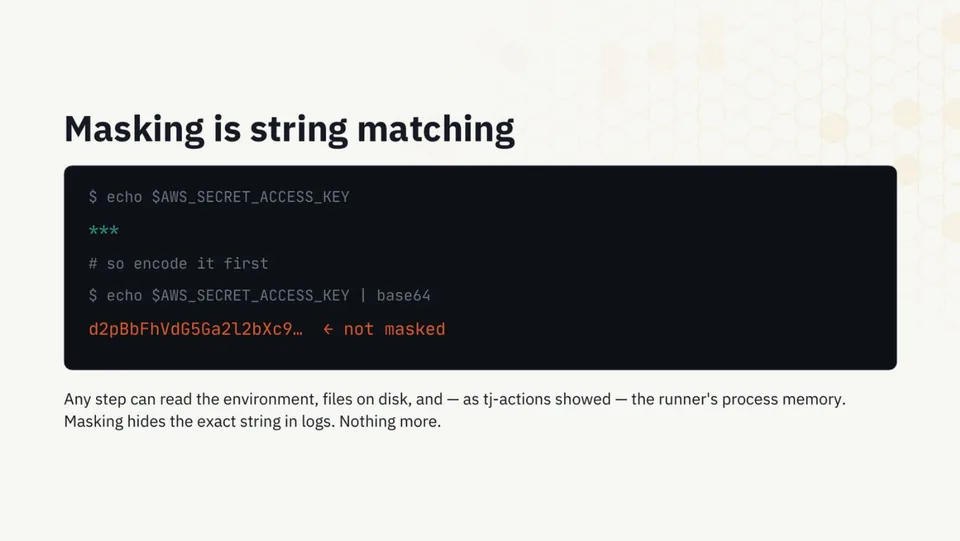 Masking is string matching
$ echo $AWS_SECRET_ACCESS_KEY
***
# so encode it first
$ echo $AWS_SECRET_ACCESS_KEY | base64
d2pBbFhVdG5Ga2l2bXc9… ← not masked
Any step can read the environment, files on disk, and — as tj-actions showed — the runner's process memory.
Masking hides the exact string in logs. Nothing more.